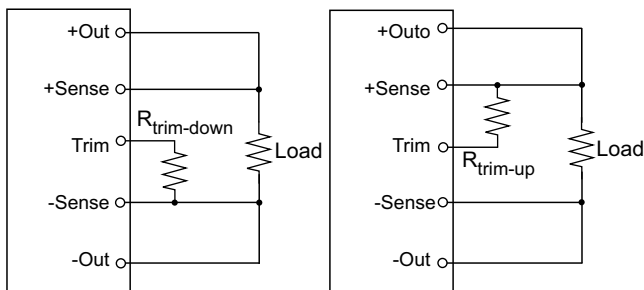 +Out
+Sense
R trim-down
Trim
Load
-Sense
-Out
+Outo
+Sense
Trim
R trim-up
Load
-Sense
-Out